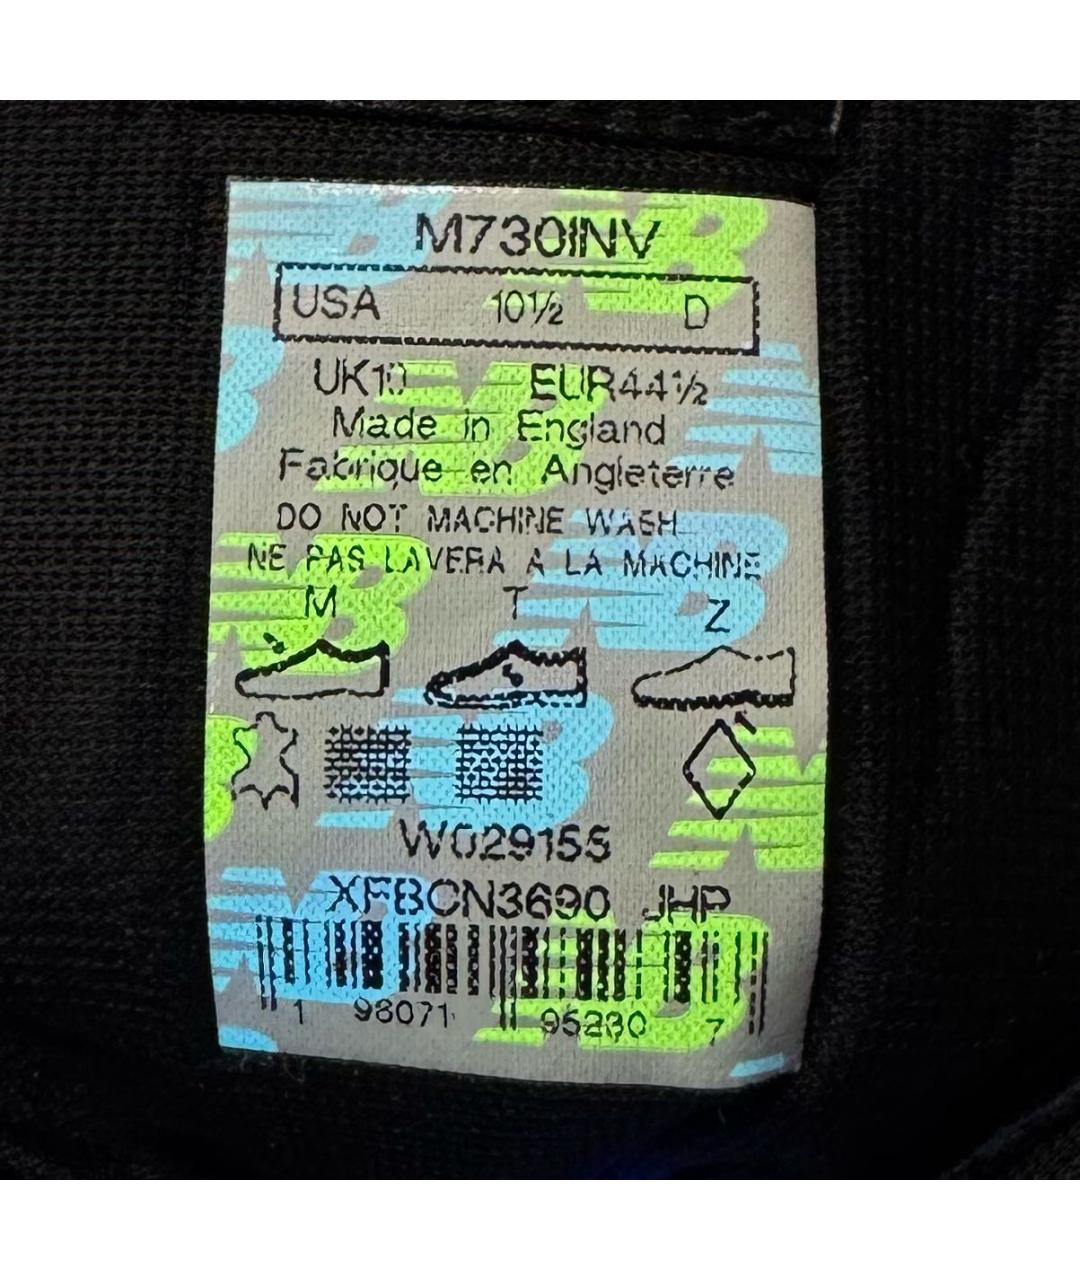 M730INV
USA 10½ D
UK10 EUR44½
Made in England
Fabrique en Angleterre
DO NOT MACHINE WASH
NE PAS LAVERA A LA MACHINE
M T Z
W029155
XFBCN3690 JHP
1 98071 95230 7